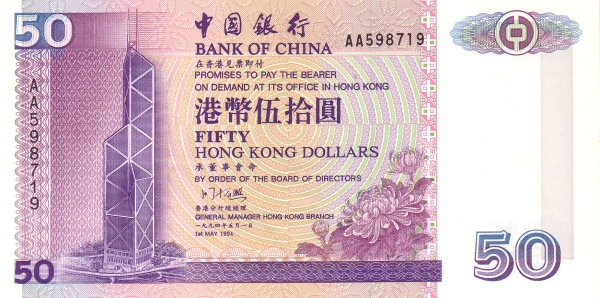 50
中國銀行
BANK OF CHINA
AA598719
在香港見票即付
PROMISES TO PAY THE BEARER
ON DEMAND AT ITS OFFICE IN HONG KONG
港幣伍拾圓
FIFTY
HONG KONG DOLLARS
承董事會命
BY ORDER OF THE BOARD OF DIRECTORS
香港分行總經理
GENERAL MANAGER HONG KONG BRANCH
一九九四年五月一日
1st MAY 1994
AA598719
50
50